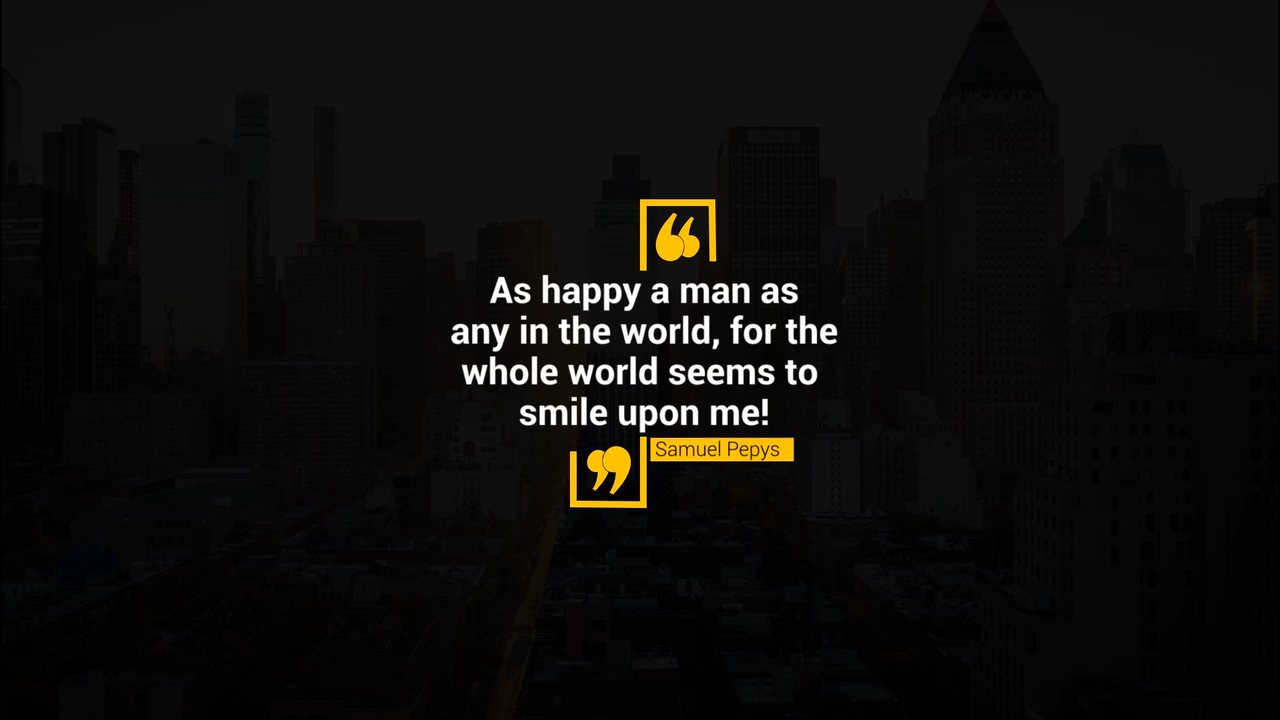 “
As happy a man as
any in the world, for the
whole world seems to
smile upon me!
Samuel Pepys
”